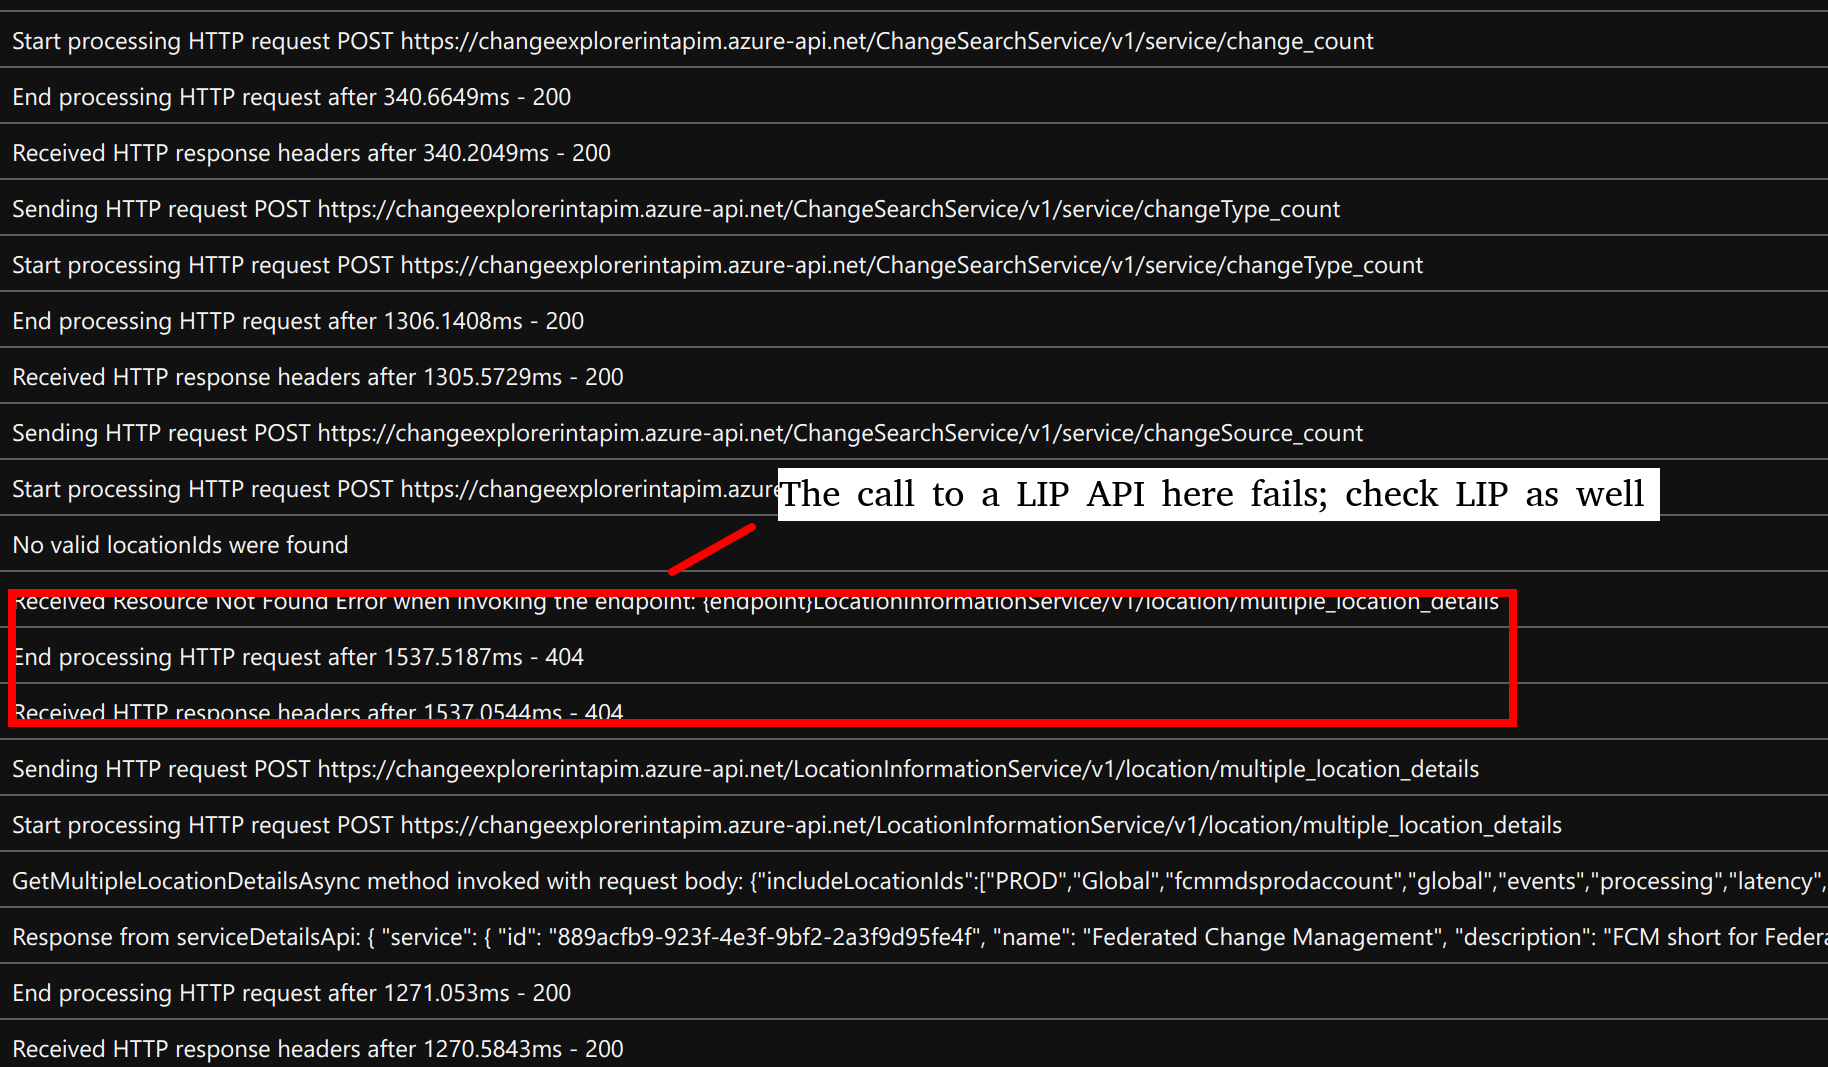 Start processing HTTP request POST https://changeexplorerintapim.azure-api.net/ChangeSearchService/v1/service/change_count
End processing HTTP request after 340.6649ms - 200
Received HTTP response headers after 340.2049ms - 200
Sending HTTP request POST https://changeexplorerintapim.azure-api.net/ChangeSearchService/v1/service/changeType_count
Start processing HTTP request POST https://changeexplorerintapim.azure-api.net/ChangeSearchService/v1/service/changeType_count
End processing HTTP request after 1306.1408ms - 200
Received HTTP response headers after 1305.5729ms - 200
Sending HTTP request POST https://changeexplorerintapim.azure-api.net/ChangeSearchService/v1/service/changeSource_count
Start processing HTTP request POST https://changeexplorerintapim.azure
The call to a LIP API here fails; check LIP as well
No valid locationIds were found
Received Resource Not Found Error when invoking the endpoint: {endpoint}LocationInformationService/v1/location/multiple_location_details
End processing HTTP request after 1537.5187ms - 404
Received HTTP response headers after 1537.0544ms - 404
Sending HTTP request POST https://changeexplorerintapim.azure-api.net/LocationInformationService/v1/location/multiple_location_details
Start processing HTTP request POST https://changeexplorerintapim.azure-api.net/LocationInformationService/v1/location/multiple_location_details
GetMultipleLocationDetailsAsync method invoked with request body: {"includeLocationIds":["PROD","Global","fcmmdsprodaccount","global","events","processing","latency",
Response from serviceDetailsApi: { "service": { "id": "889acfb9-923f-4e3f-9bf2-2a3f9d95fe4f", "name": "Federated Change Management", "description": "FCM short for Federa
End processing HTTP request after 1271.053ms - 200
Received HTTP response headers after 1270.5843ms - 200